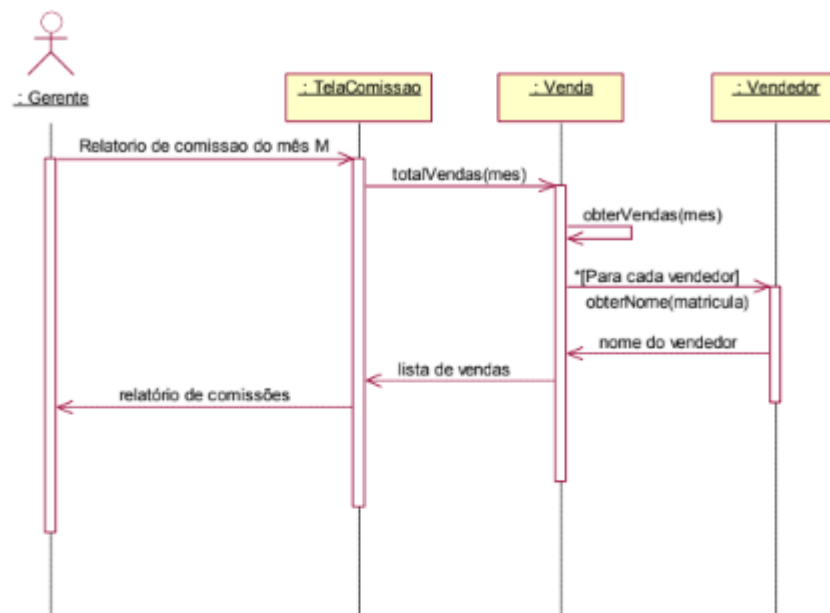 : Gerente
: TelaComissao
: Venda
: Vendedor
Relatorio de comissao do mês M
totalVendas(mes)
obterVendas(mes)
*[Para cada vendedor]
obterNome(matricula)
nome do vendedor
lista de vendas
relatório de comissões